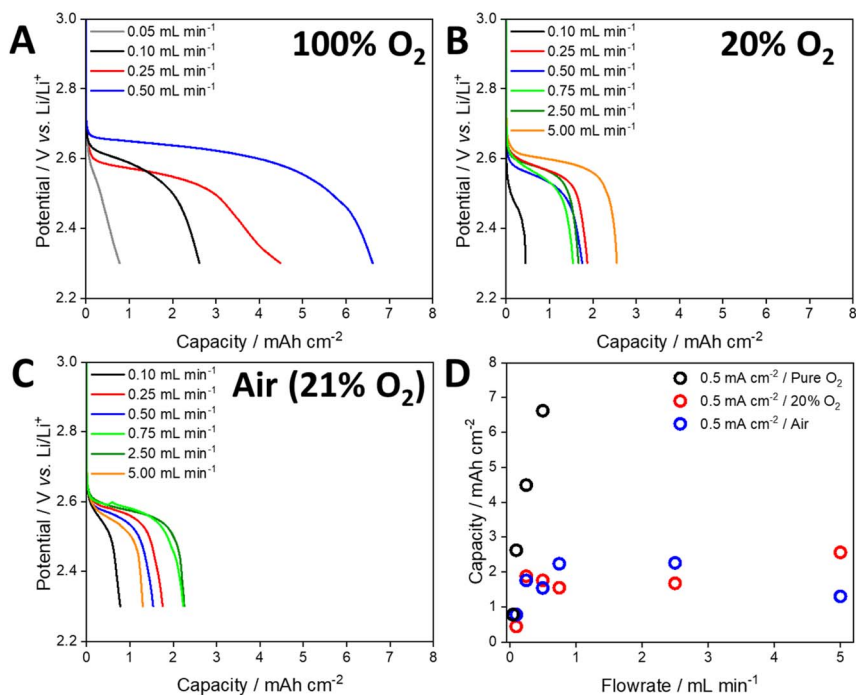 A
100% O₂
0.05 mL min⁻¹
0.10 mL min⁻¹
0.25 mL min⁻¹
0.50 mL min⁻¹
Potential / V vs. Li/Li⁺
3.0
2.8
2.6
2.4
2.2
0 1 2 3 4 5 6 7 8
Capacity / mAh cm⁻²
B
20% O₂
0.10 mL min⁻¹
0.25 mL min⁻¹
0.50 mL min⁻¹
0.75 mL min⁻¹
2.50 mL min⁻¹
5.00 mL min⁻¹
Potential / V vs. Li/Li⁺
3.0
2.8
2.6
2.4
2.2
0 1 2 3 4 5 6 7 8
Capacity / mAh cm⁻²
C
Air (21% O₂)
0.10 mL min⁻¹
0.25 mL min⁻¹
0.50 mL min⁻¹
0.75 mL min⁻¹
2.50 mL min⁻¹
5.00 mL min⁻¹
Potential / V vs. Li/Li⁺
3.0
2.8
2.6
2.4
2.2
0 1 2 3 4 5 6 7 8
Capacity / mAh cm⁻²
D
0.5 mA cm⁻² / Pure O₂
0.5 mA cm⁻² / 20% O₂
0.5 mA cm⁻² / Air
Capacity / mAh cm⁻²
8
7
6
5
4
3
2
1
0
0 1 2 3 4 5
Flowrate / mL min⁻¹